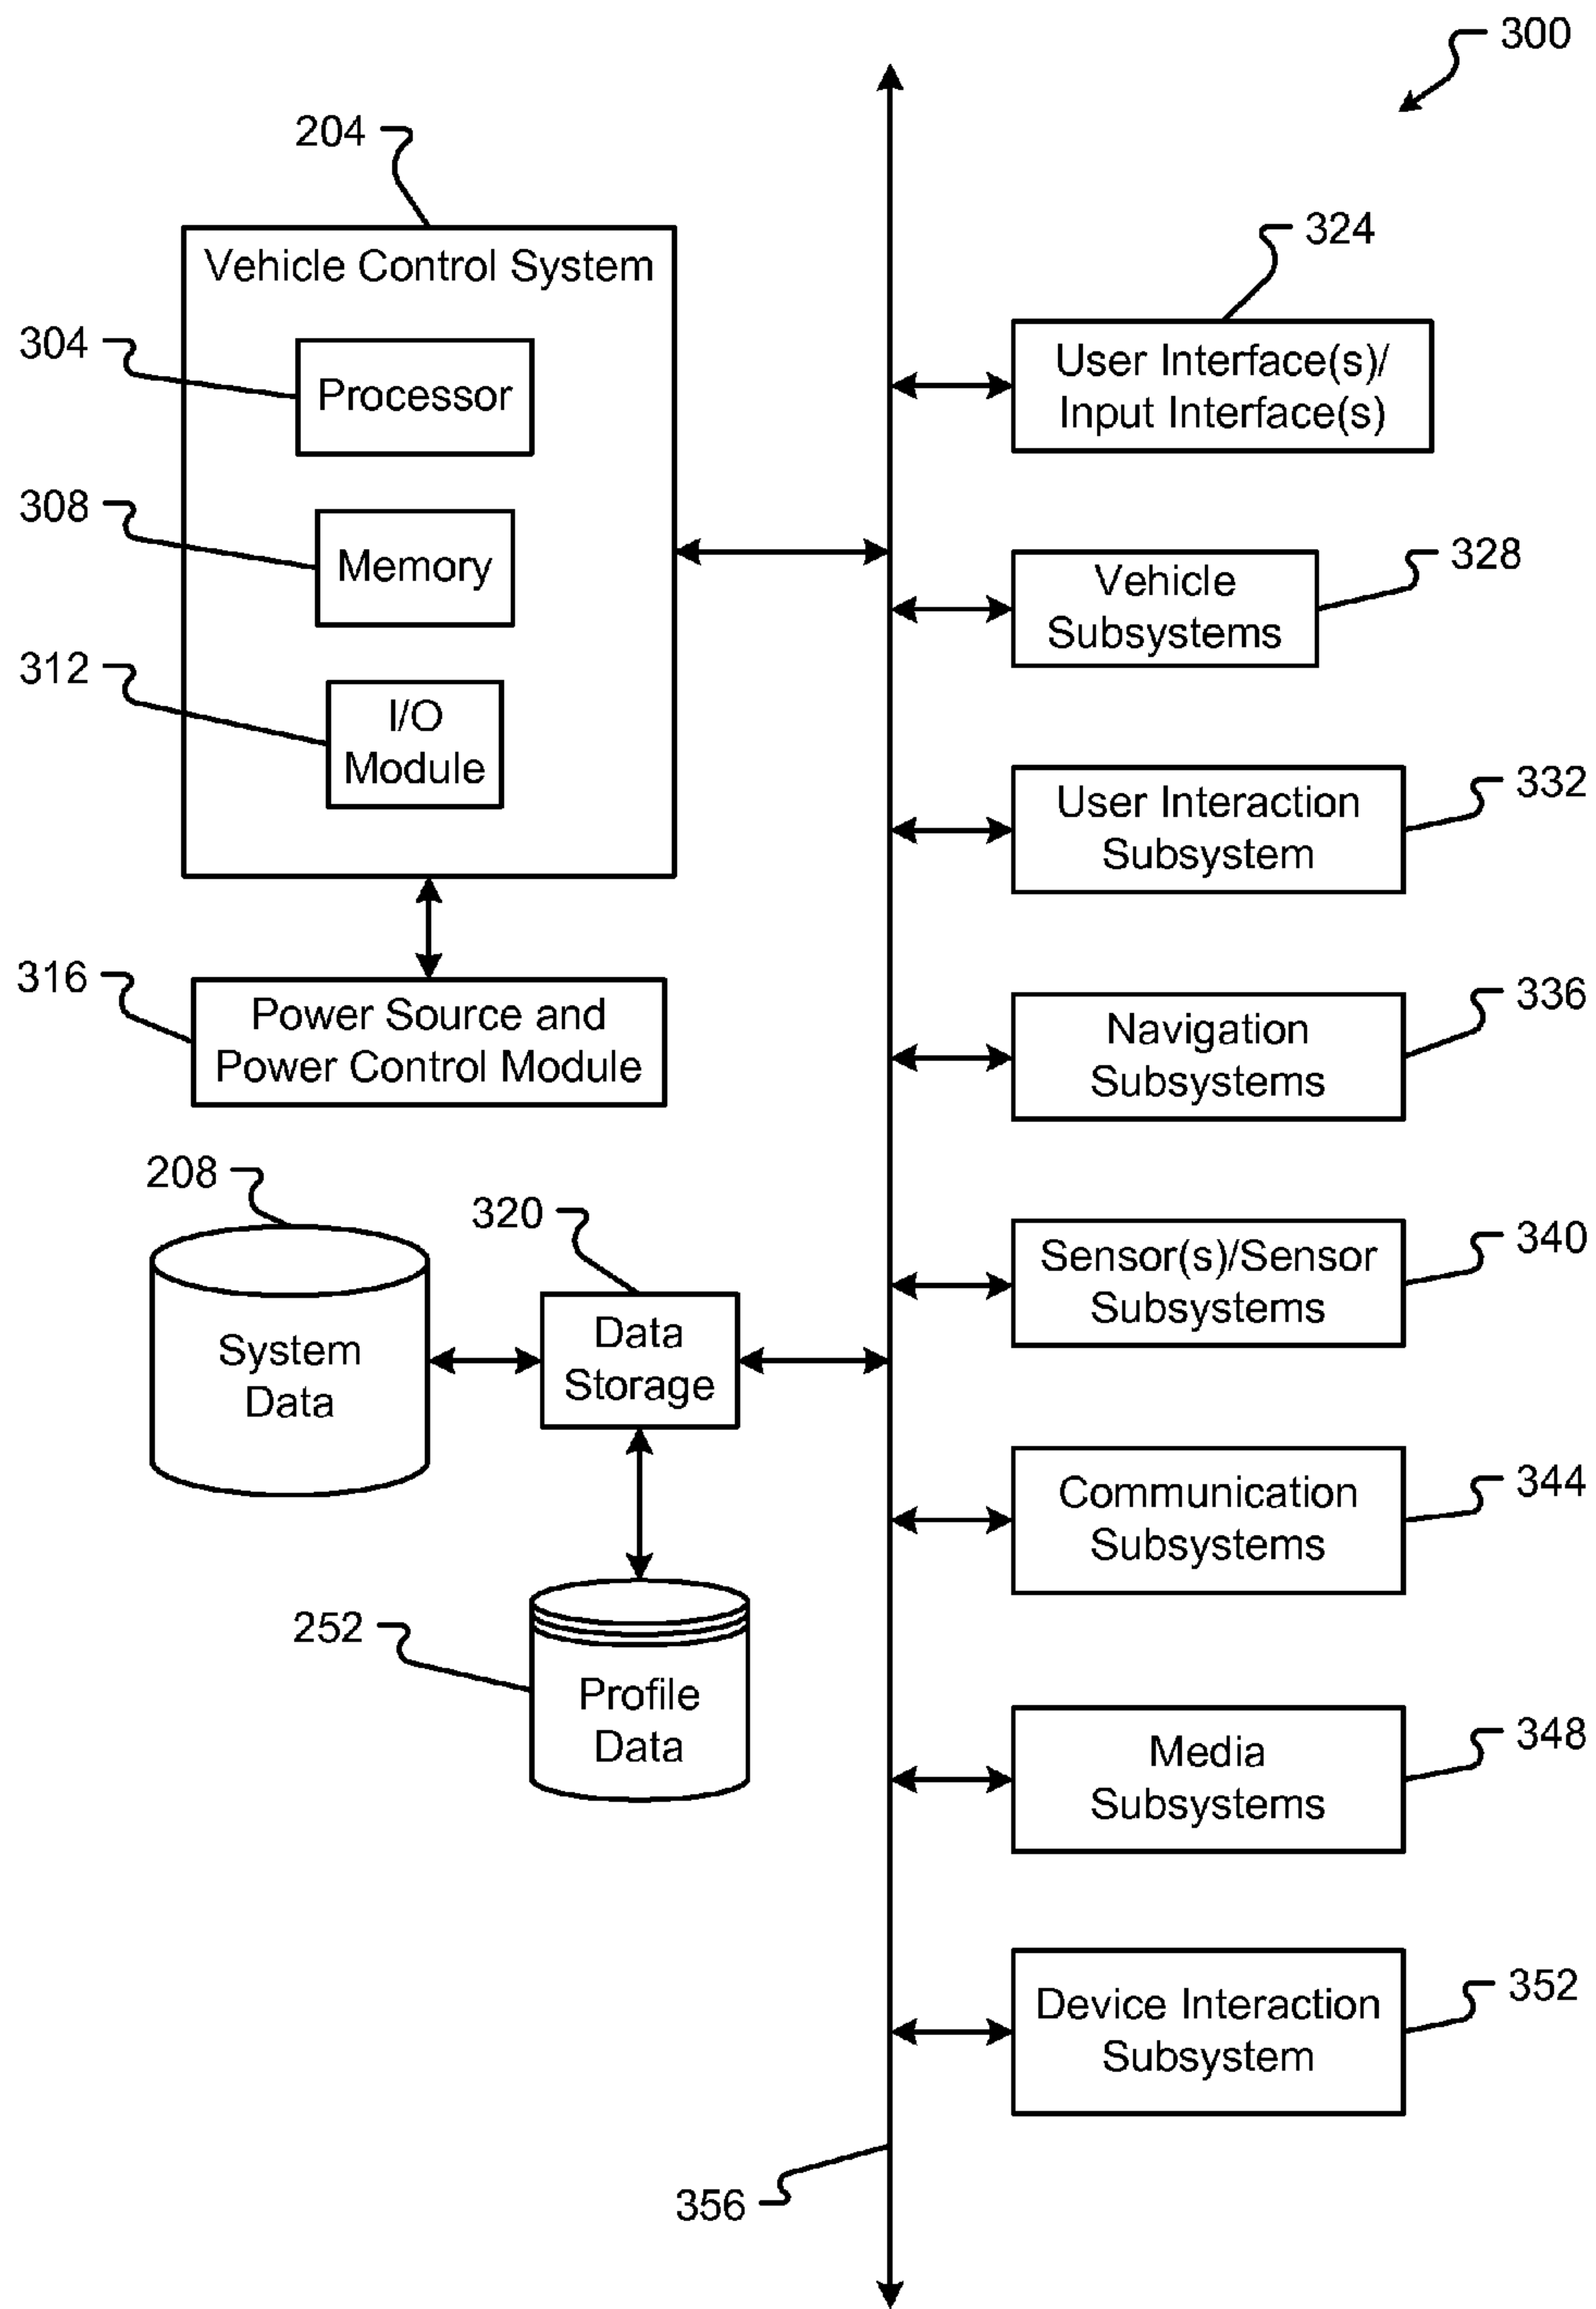 300
204
Vehicle Control System
304
Processor
308
Memory
312
I/O
Module
316
Power Source and
Power Control Module
208
System
Data
320
Data
Storage
252
Profile
Data
324
User Interface(s)/
Input Interface(s)
328
Vehicle
Subsystems
332
User Interaction
Subsystem
336
Navigation
Subsystems
340
Sensor(s)/Sensor
Subsystems
344
Communication
Subsystems
348
Media
Subsystems
352
Device Interaction
Subsystem
356